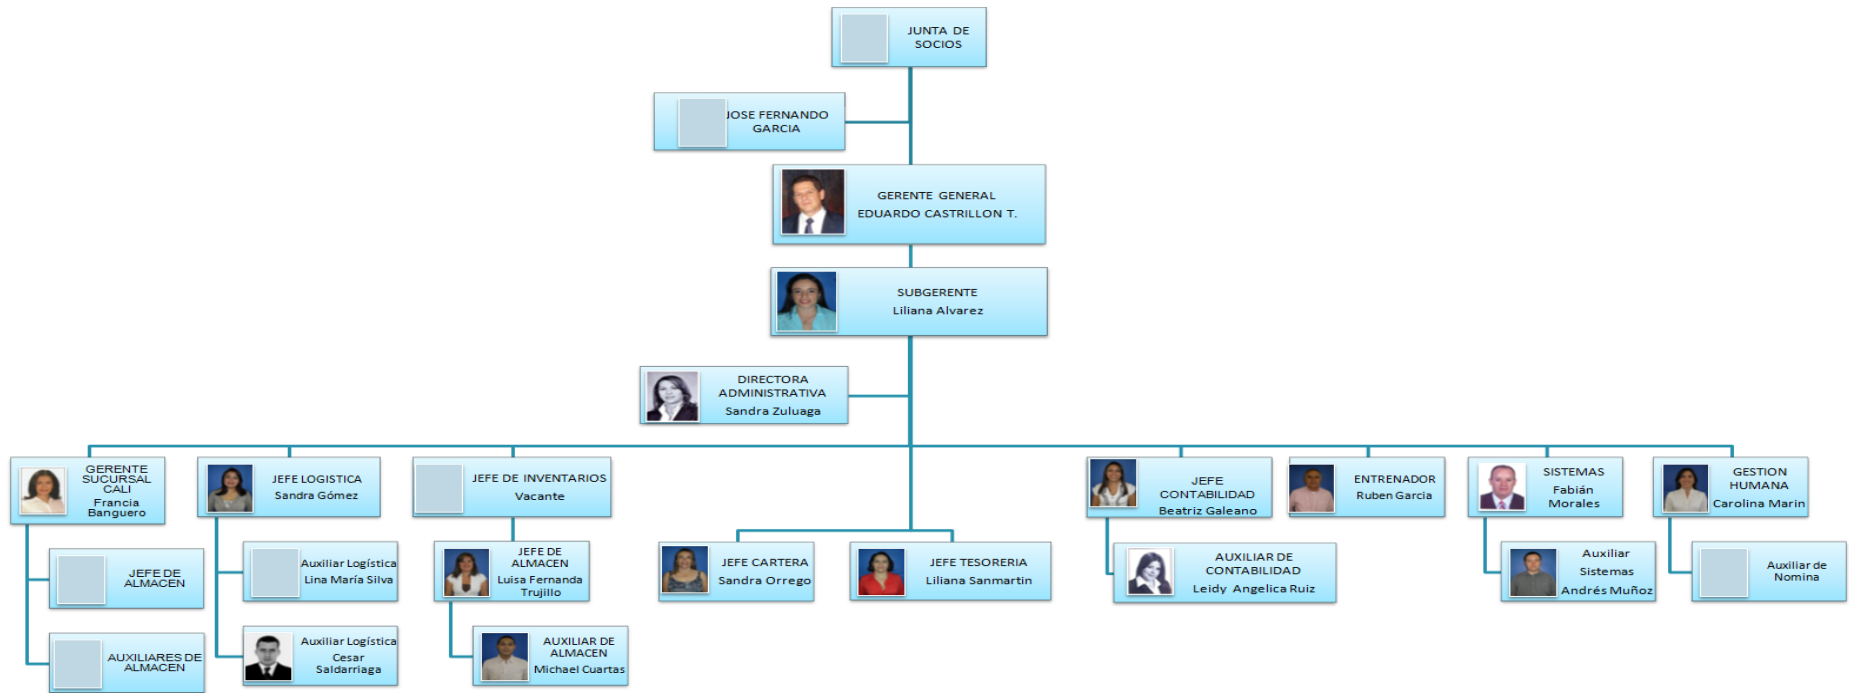 JUNTA DE
SOCIOS
JOSE FERNANDO
GARCIA
GERENTE GENERAL
EDUARDO CASTRILLON T.
SUBGERENTE
Liliana Alvarez
DIRECTORA
ADMINISTRATIVA
Sandra Zuluaga
GERENTE
SUCURSAL
CALI
Francia
Banguero
JEFE LOGISTICA
Sandra Gómez
JEFE DE INVENTARIOS
Vacante
JEFE
CONTABILIDAD
Beatriz Galeano
ENTRENADOR
Ruben Garcia
SISTEMAS
Fabián
Morales
GESTION
HUMANA
Carolina Marin
JEFE DE
ALMACEN
Auxiliar Logística
Lina María Silva
JEFE DE
ALMACEN
Luisa Fernanda
Trujillo
JEFE CARTERA
Sandra Orrego
JEFE TESORERIA
Liliana Sanmartin
AUXILIAR DE
CONTABILIDAD
Leidy Angelica Ruiz
Auxiliar
Sistemas
Andrés Muñoz
Auxiliar de
Nomina
AUXILIARES DE
ALMACEN
Auxiliar Logística
Cesar
Saldarriaga
AUXILIAR DE
ALMACEN
Michael Cuartas